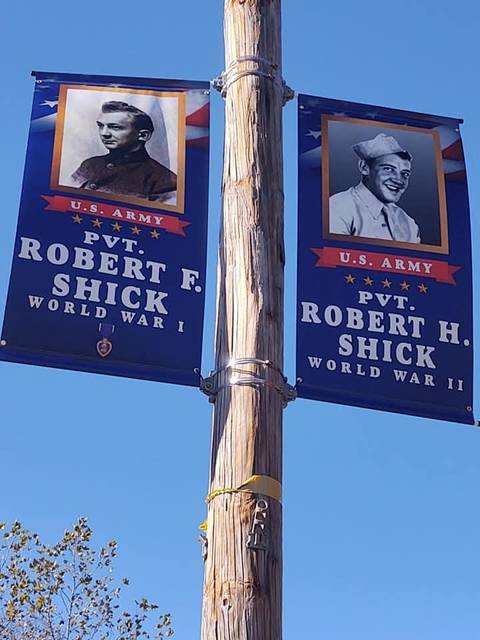 U.S. ARMY
PVT.
ROBERT F.
SHICK
WORLD WAR I
U.S. ARMY
PVT.
ROBERT H.
SHICK
WORLD WAR II